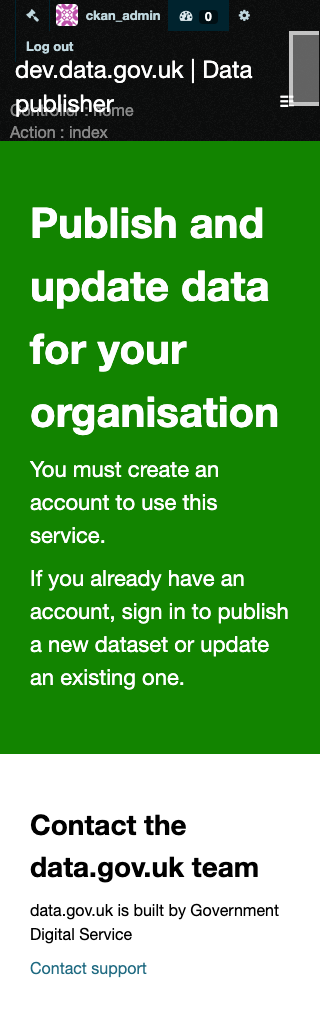 ckan_admin 0
Log out
dev.data.gov.uk | Data
publisher
Controller : home
Action : index
Publish and
update data
for your
organisation
You must create an
account to use this
service.
If you already have an
account, sign in to publish
a new dataset or update
an existing one.
Contact the
data.gov.uk team
data.gov.uk is built by Government
Digital Service
Contact support